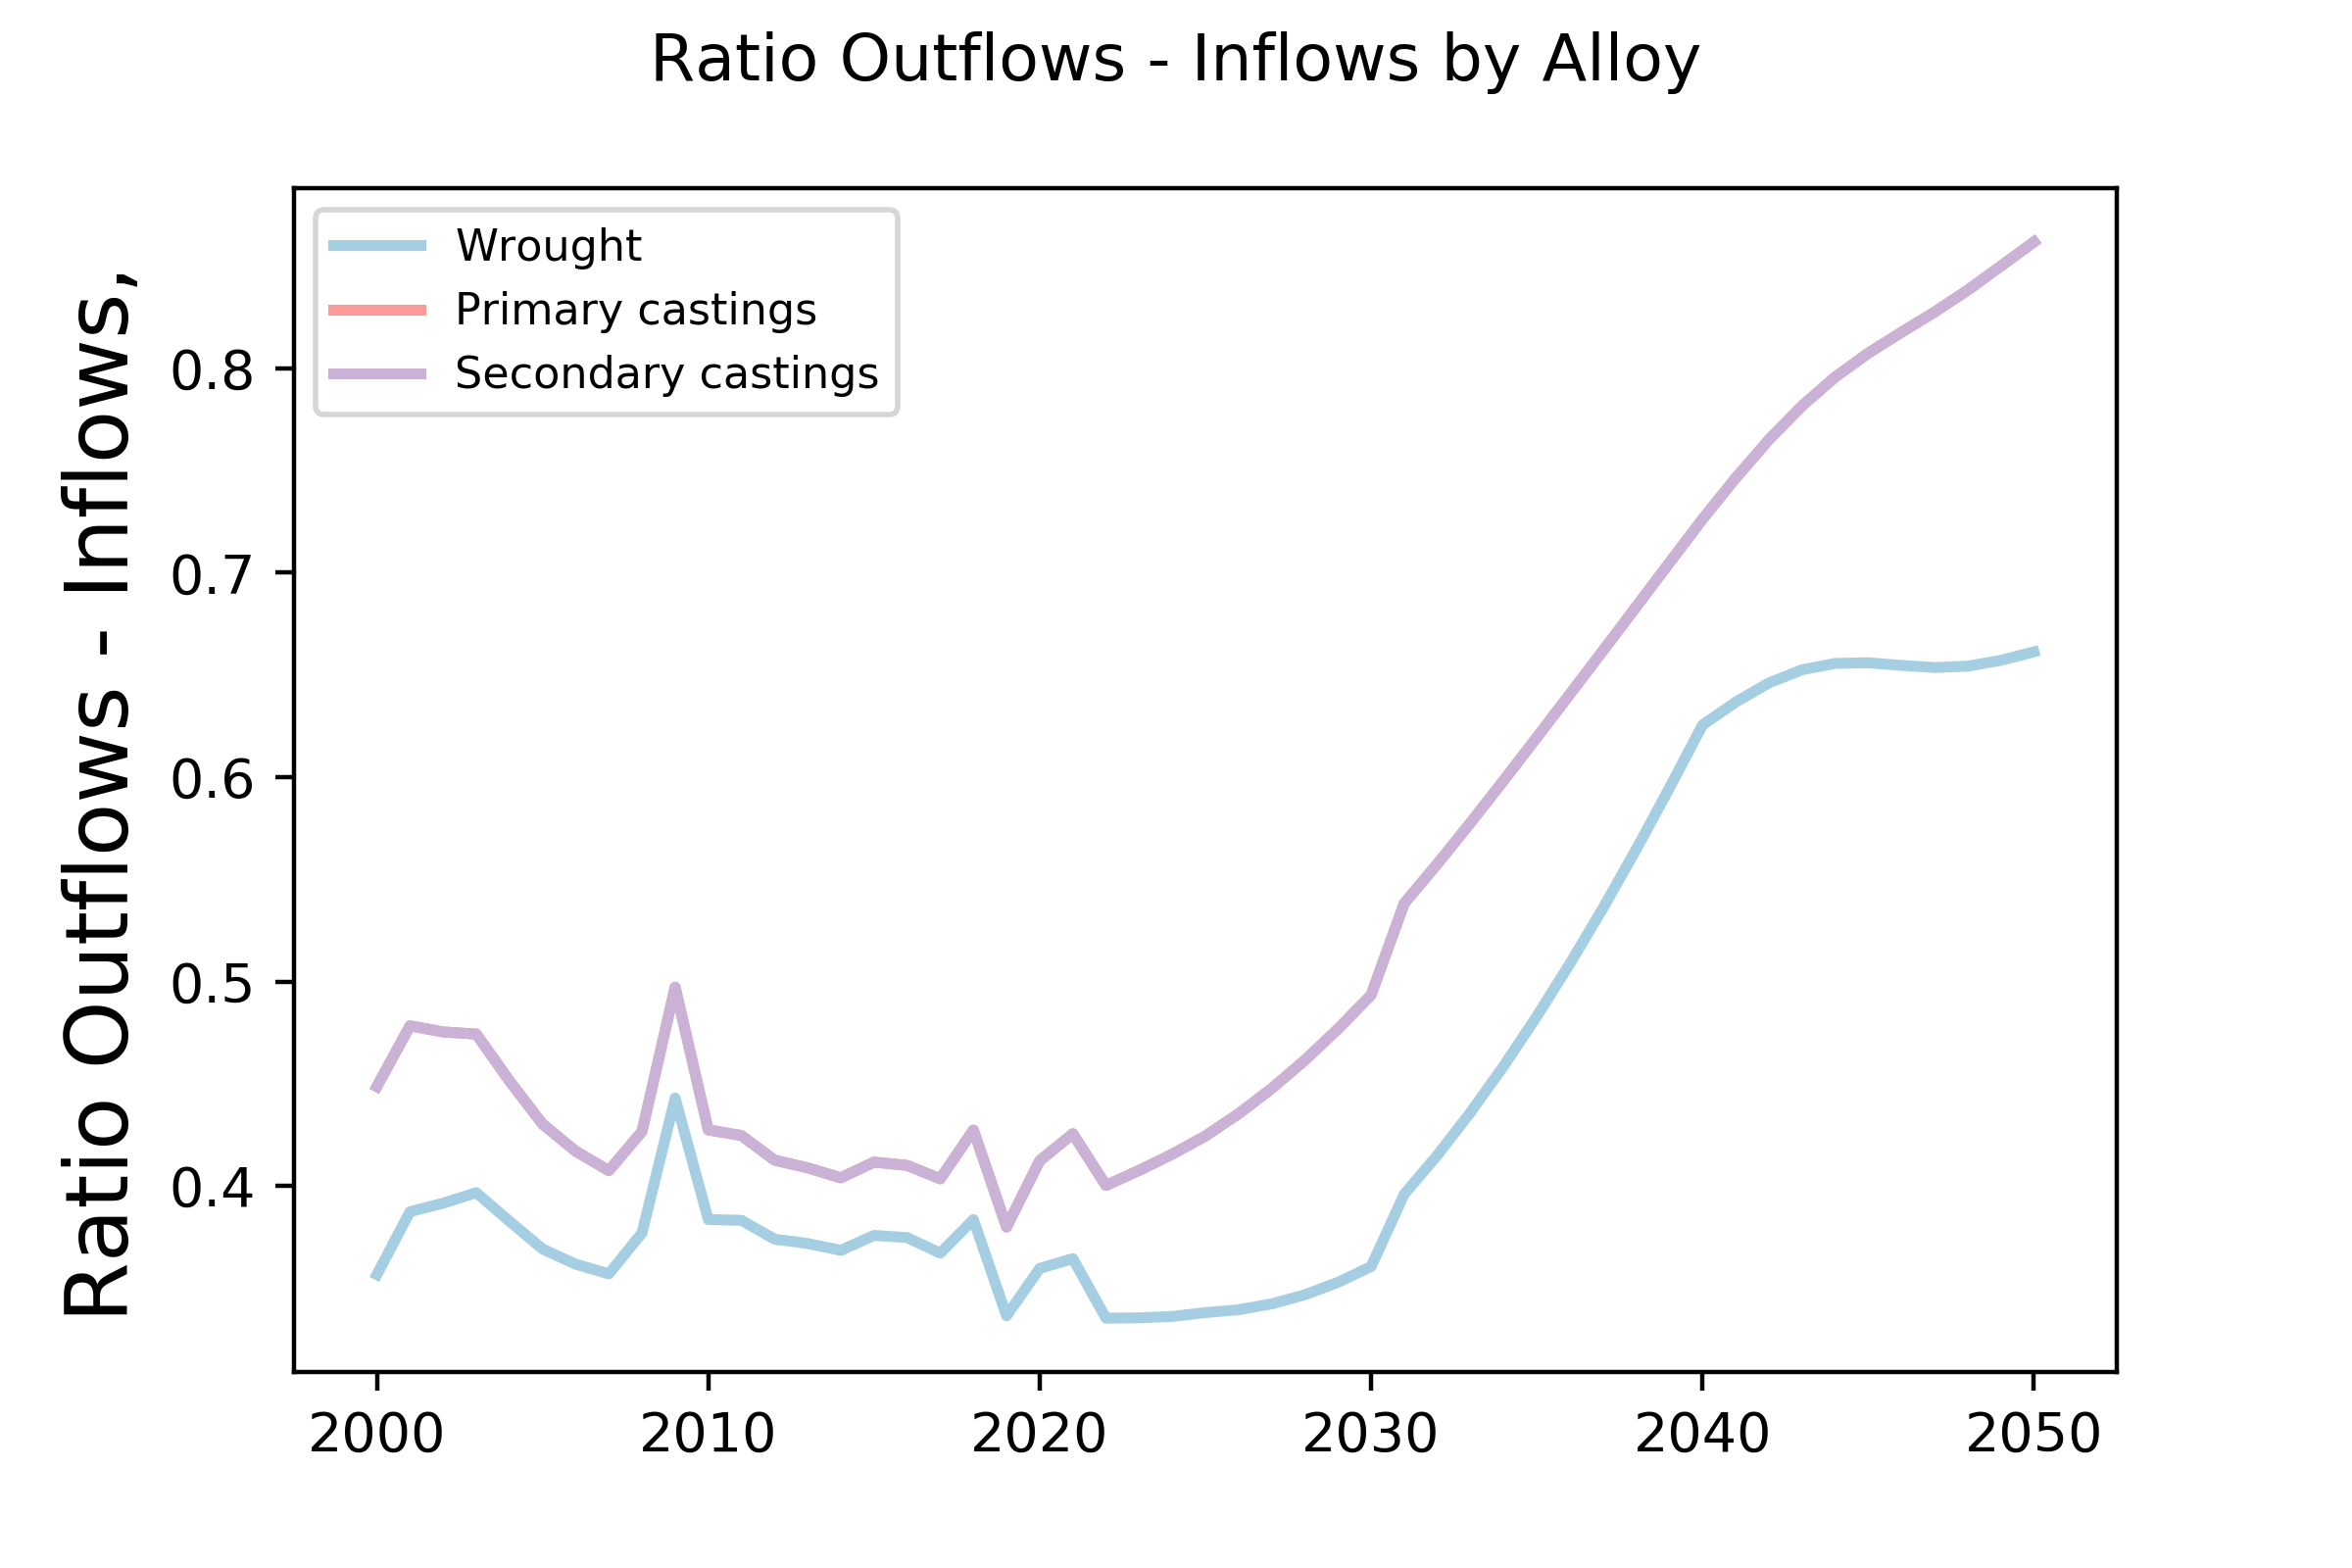 Ratio Outflows - Inflows by Alloy
Ratio Outflows - Inflows,
Wrought
Primary castings
Secondary castings
0.8
0.7
0.6
0.5
0.4
2000 2010 2020 2030 2040 2050